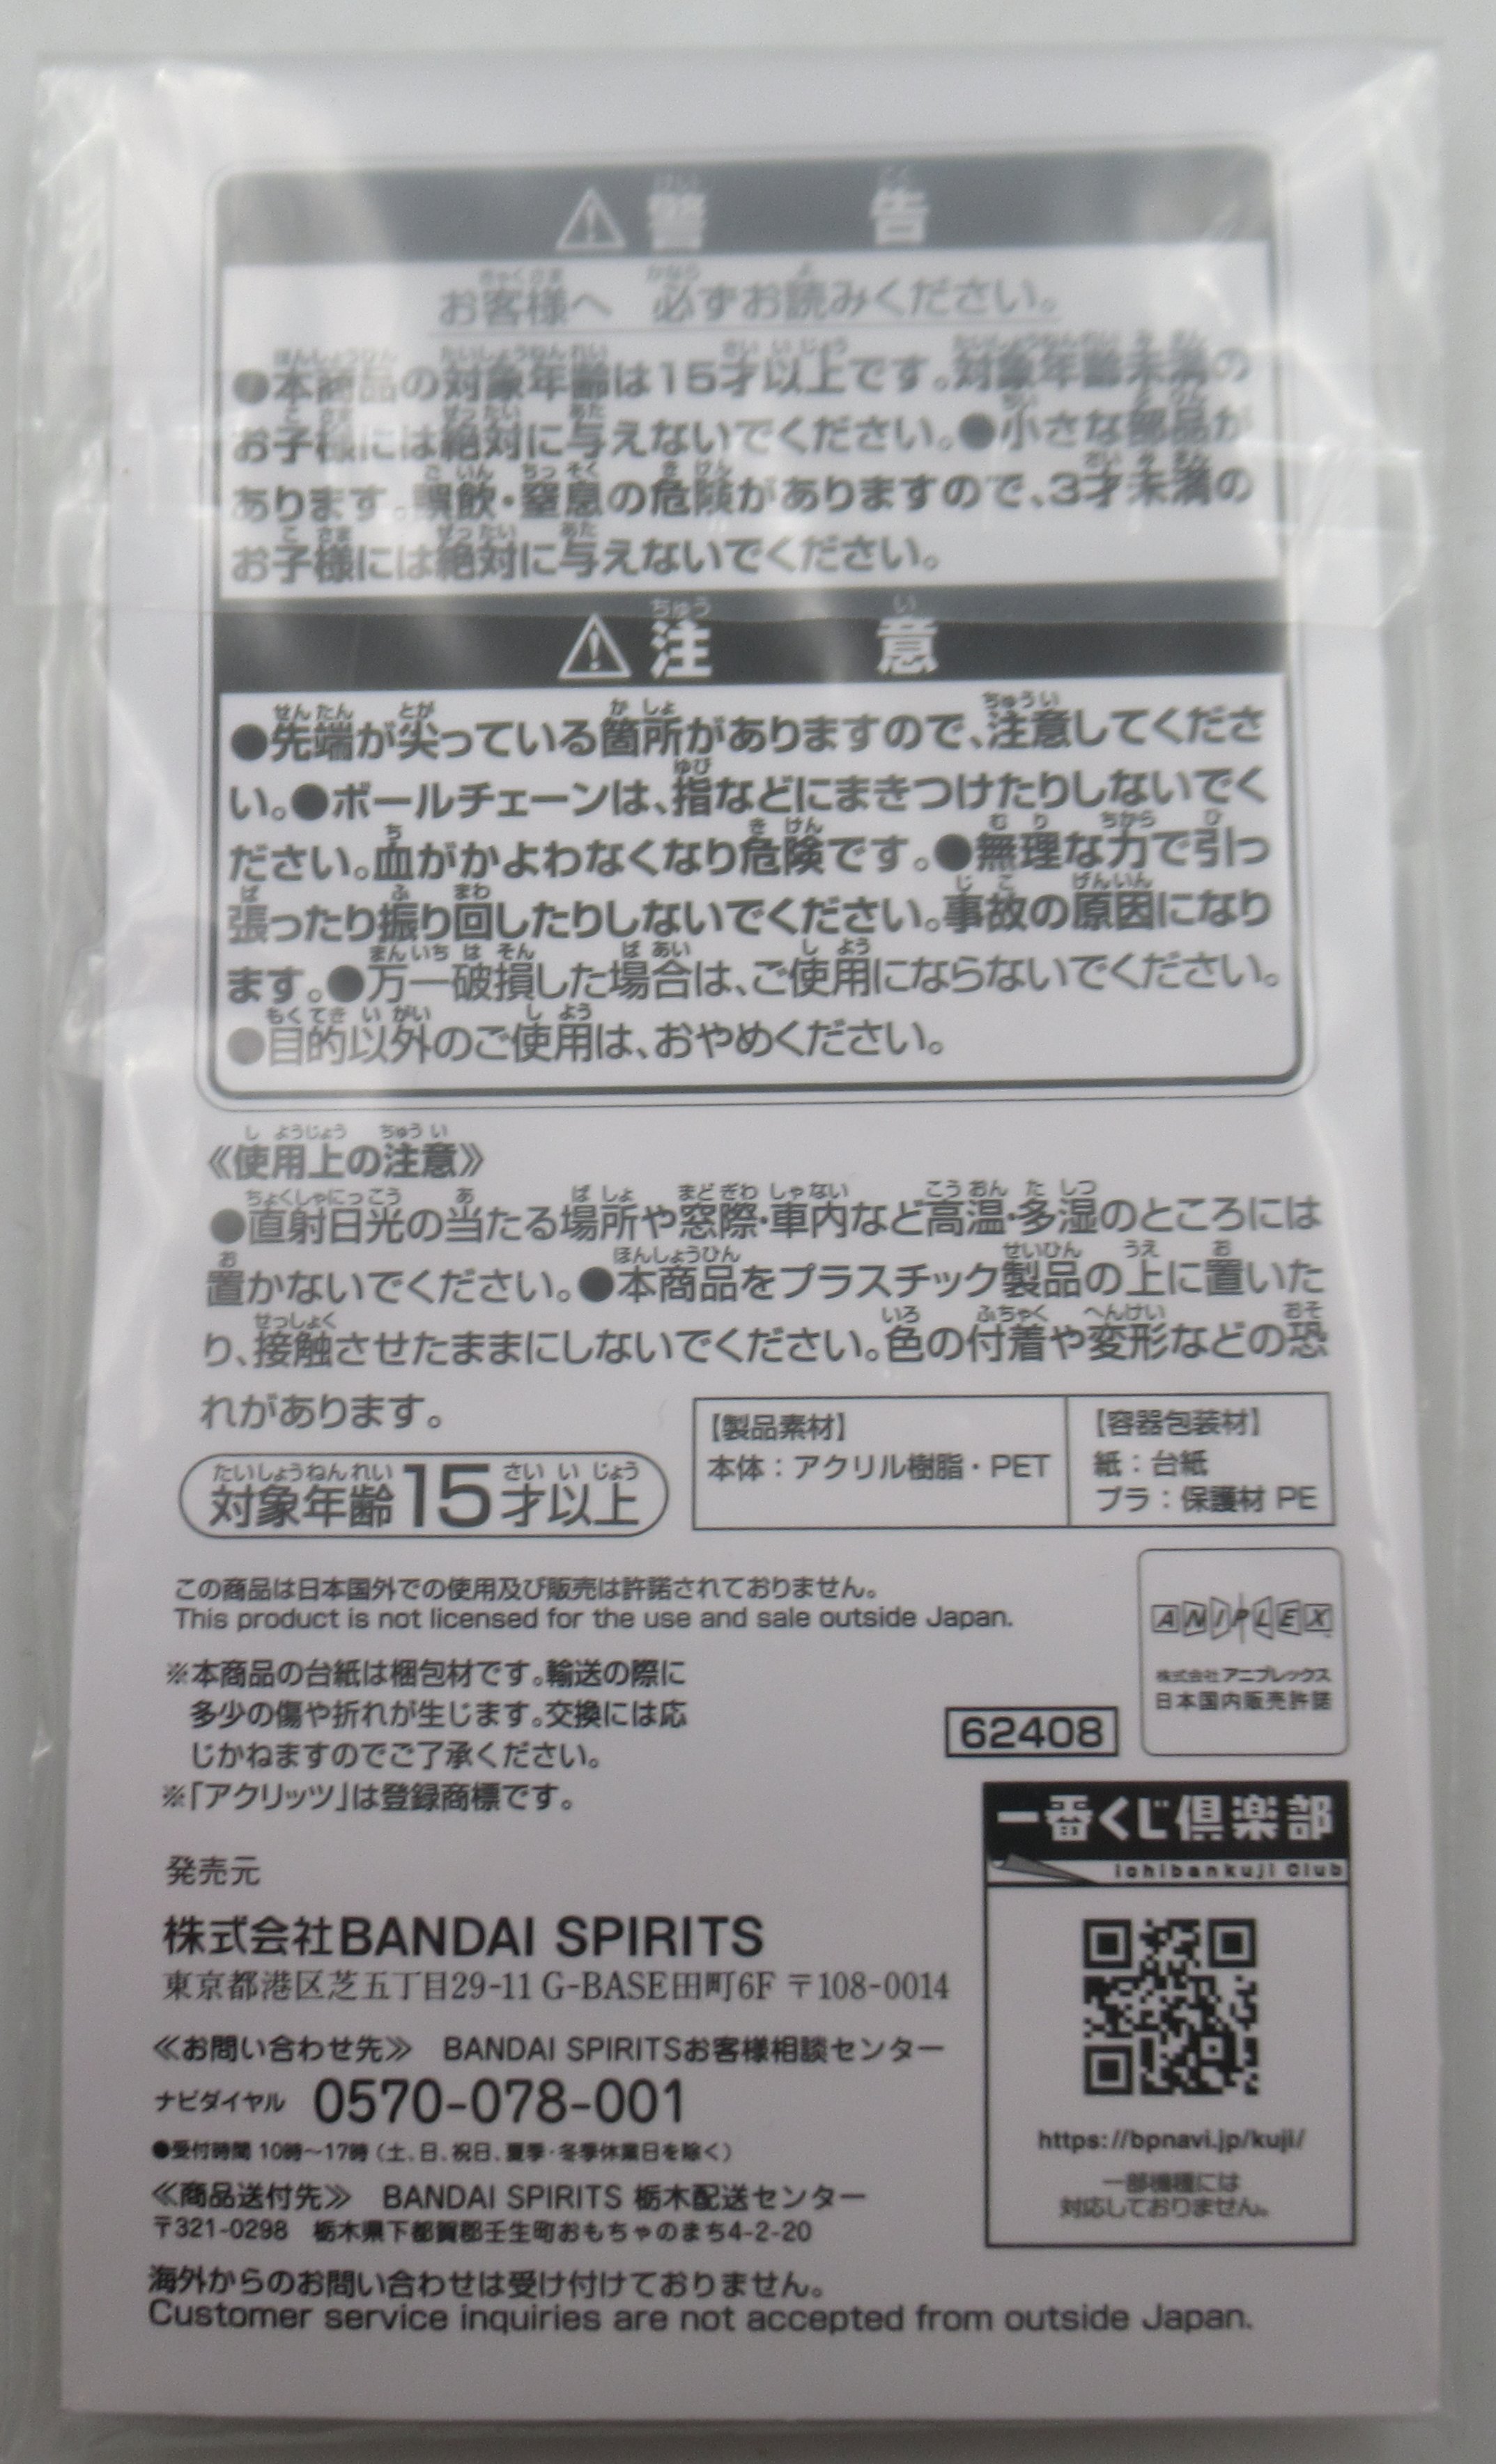 ⚠警告
お客様へ 必ずお読みください。
●本商品の対象年齢は15才以上です。対象年齢未満の
お子様には絶対に与えないでください。●小さな部品が
あります。誤飲・窒息の危険がありますので、3才未満の
お子様には絶対に与えないでください。
⚠注意
●先端が尖っている箇所がありますので、注意してくださ
い。●ボールチェーンは、指などにまきつけたりしないでく
ださい。血がかよわなくなり危険です。●無理な力で引っ
張ったり振り回したりしないでください。事故の原因になり
ます。●万一破損した場合は、ご使用にならないでください。
●目的以外のご使用は、おやめください。
《使用上の注意》
●直射日光の当たる場所や窓際・車内など高温・多湿のところには
置かないでください。●本商品をプラスチック製品の上に置いた
り、接触させたままにしないでください。色の付着や変形などの恐
れがあります。
対象年齢15才以上
【製品素材】
本体：アクリル樹脂・PET
【容器包装材】
紙：台紙
プラ：保護材 PE
この商品は日本国外での使用及び販売は許諾されておりません。
This product is not licensed for the use and sale outside Japan.
※本商品の台紙は梱包材です。輸送の際に
多少の傷や折れが生じます。交換には応
じかねますのでご了承ください。
※「アクリッツ」は登録商標です。
ANIPLEX
株式会社アニプレックス
日本国内販売許諾
62408
一番くじ倶楽部
ichibankuji Club
https://bpnavi.jp/kuji/
一部機種には
対応しておりません。
発売元
株式会社BANDAI SPIRITS
東京都港区芝五丁目29-11 G-BASE田町6F 〒108-0014
≪お問い合わせ先≫ BANDAI SPIRITSお客様相談センター
ナビダイヤル 0570-078-001
●受付時間 10時〜17時（土、日、祝日、夏季・冬季休業日を除く）
≪商品送付先≫ BANDAI SPIRITS 栃木配送センター
〒321-0298 栃木県下都賀郡壬生町おもちゃのまち4-2-20
海外からのお問い合わせは受け付けておりません。
Customer service inquiries are not accepted from outside Japan.